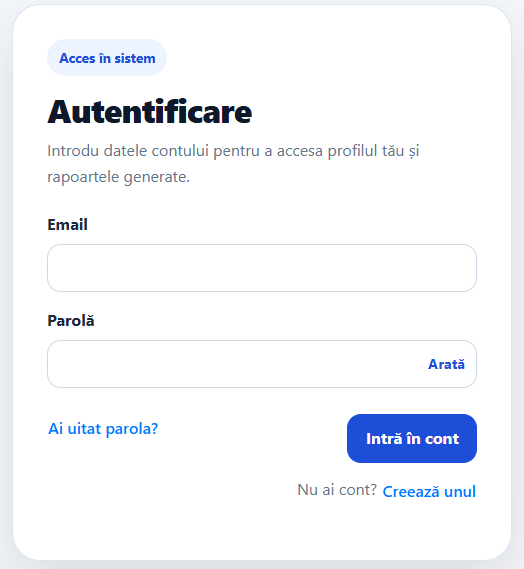 Acces în sistem
Autentificare
Introdu datele contului pentru a accesa profilul tău și
rapoartele generate.
Email
Parolă
Arată
Ai uitat parola?
Intră în cont
Nu ai cont? Creează unul